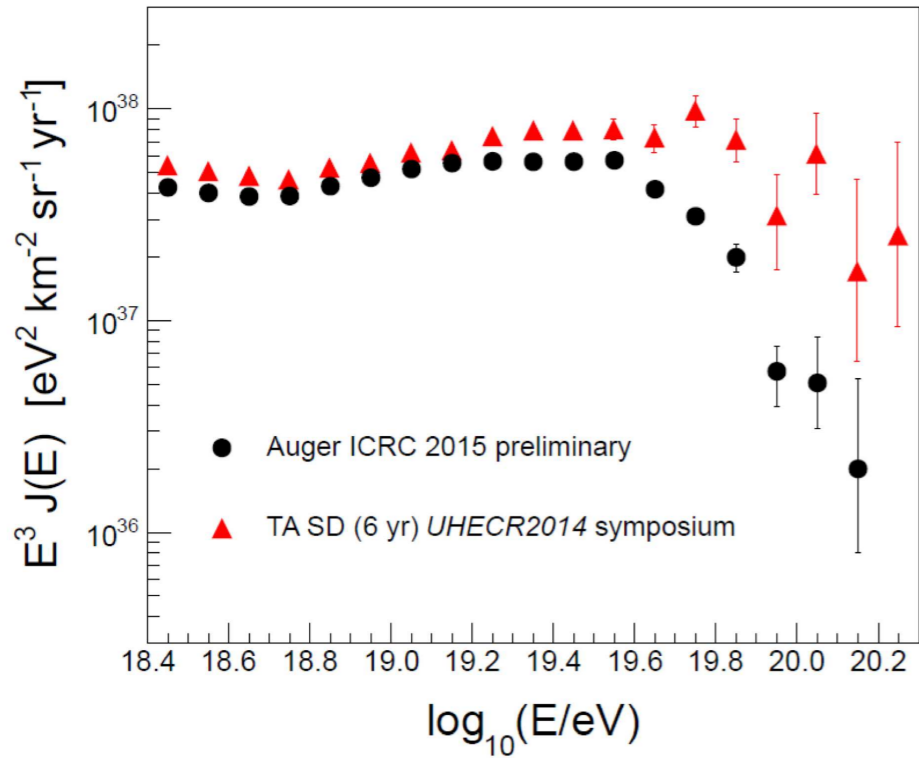 E³ J(E) [eV² km⁻² sr⁻¹ yr⁻¹]
10³⁸
10³⁷
10³⁶
Auger ICRC 2015 preliminary
TA SD (6 yr) UHECR2014 symposium
18.4 18.6 18.8 19.0 19.2 19.4 19.6 19.8 20.0 20.2
log₁₀(E/eV)